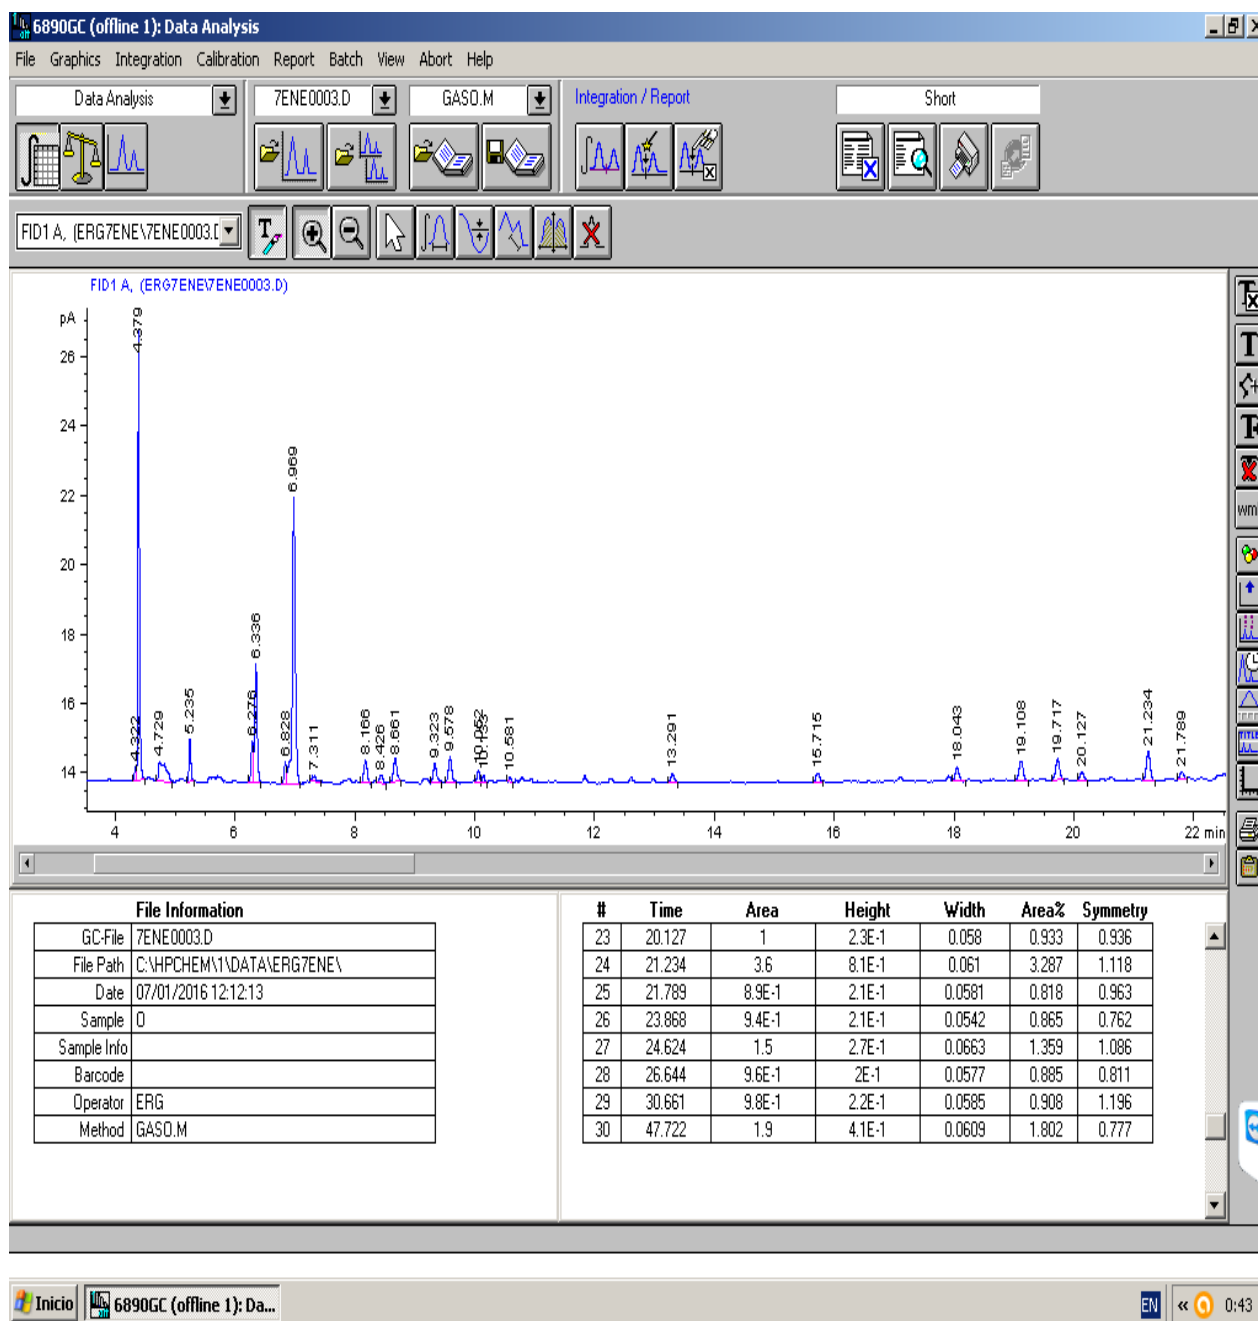 6890GC (offline 1): Data Analysis
File Graphics Integration Calibration Report Batch View Abort Help
Data Analysis 7ENE0003.D GASO.M Integration / Report Short
FID1 A, (ERG7ENE\7ENE0003.D
FID1 A, (ERG7ENE\7ENE0003.D)
pA
26
24
22
20
18
16
14
4.322
4.379
4.729
5.235
6.276
6.336
6.828
6.969
7.311
8.166
8.426
8.661
9.323
9.578
10.052
10.133
10.581
13.291
15.715
18.043
19.108
19.717
20.127
21.234
21.789
4 6 8 10 12 14 16 18 20 22 min
File Information
GC-File 7ENE0003.D
File Path C:\HPCHEM\1\DATA\ERG7ENE\
Date 07/01/2016 12:12:13
Sample O
Sample Info
Barcode
Operator ERG
Method GASO.M
# Time Area Height Width Area% Symmetry
23 20.127 1 2.3E-1 0.058 0.933 0.936
24 21.234 3.6 8.1E-1 0.061 3.287 1.118
25 21.789 8.9E-1 2.1E-1 0.0581 0.818 0.963
26 23.868 9.4E-1 2.1E-1 0.0542 0.865 0.762
27 24.624 1.5 2.7E-1 0.0663 1.359 1.086
28 26.644 9.6E-1 2E-1 0.0577 0.885 0.811
29 30.661 9.8E-1 2.2E-1 0.0585 0.908 1.196
30 47.722 1.9 4.1E-1 0.0609 1.802 0.777
Inicio 6890GC (offline 1): Da... EN « 0:43